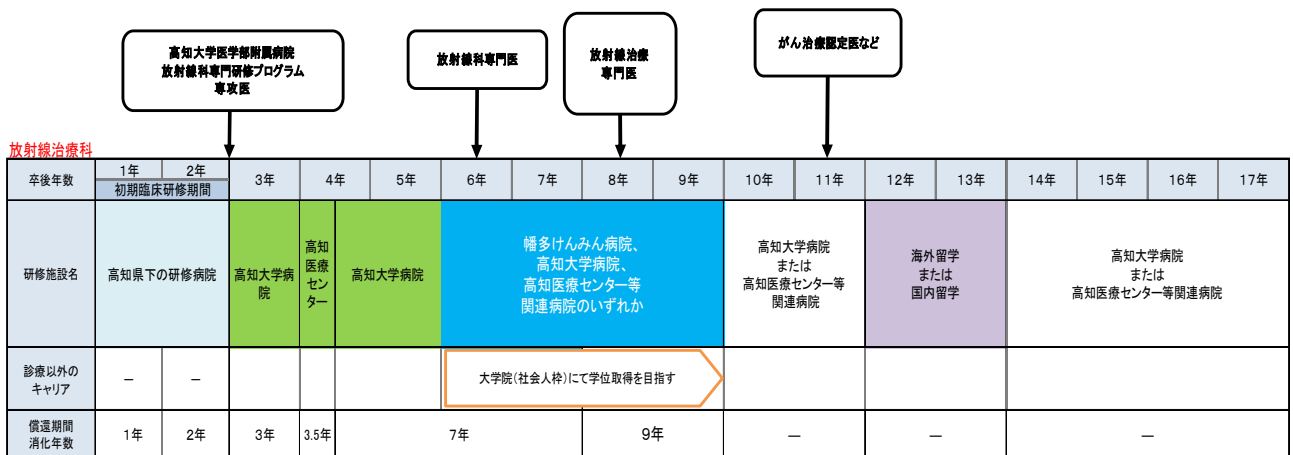 高知大学医学部附属病院
放射線科専門研修プログラム
専攻医
放射線科専門医
放射線治療
専門医
がん治療認定医など
放射線治療科
卒後年数
1年
2年
初期臨床研修期間
3年
4年
5年
6年
7年
8年
9年
10年
11年
12年
13年
14年
15年
16年
17年
研修施設名
高知県下の研修病院
高知大学病
院
高知
医療
セン
ター
高知大学病院
幡多けんみん病院、
高知大学病院、
高知医療センター等
関連病院のいずれか
高知大学病院
または
高知医療センター等
関連病院
海外留学
または
国内留学
高知大学病院
または
高知医療センター等関連病院
診療以外の
キャリア
－
－
大学院(社会人枠)にて学位取得を目指す
償還期間
消化年数
1年
2年
3年
3.5年
7年
9年
－
－
－